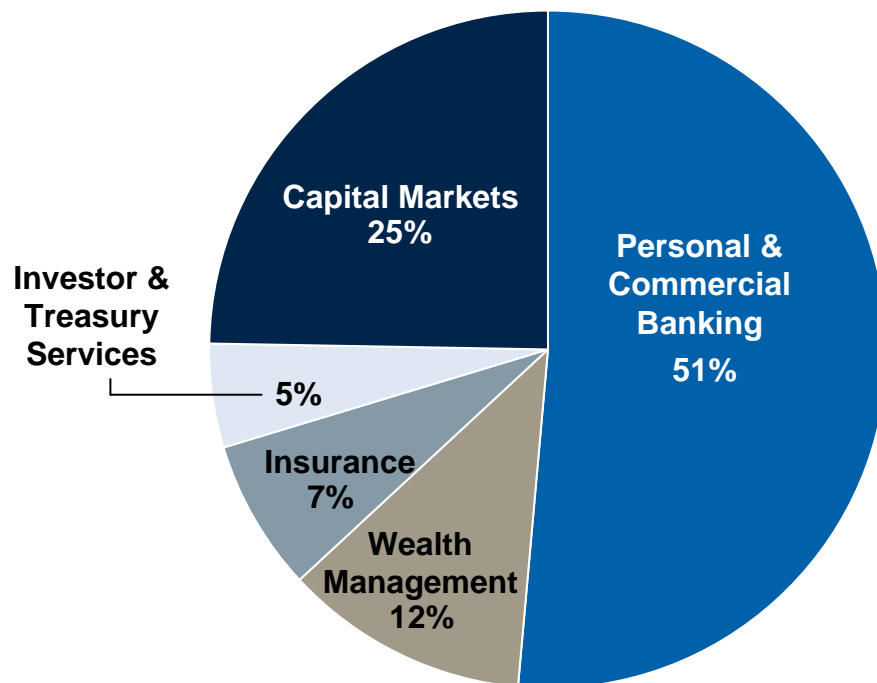 Capital Markets
25%
Personal &
Commercial
Banking
51%
Investor &
Treasury
Services
5%
Insurance
7%
Wealth
Management
12%